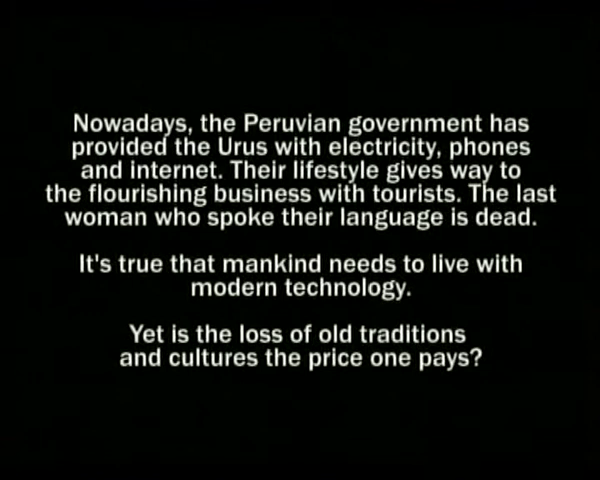 Nowadays, the Peruvian government has
provided the Urus with electricity, phones
and internet. Their lifestyle gives way to
the flourishing business with tourists. The last
woman who spoke their language is dead.
It's true that mankind needs to live with
modern technology.
Yet is the loss of old traditions
and cultures the price one pays?